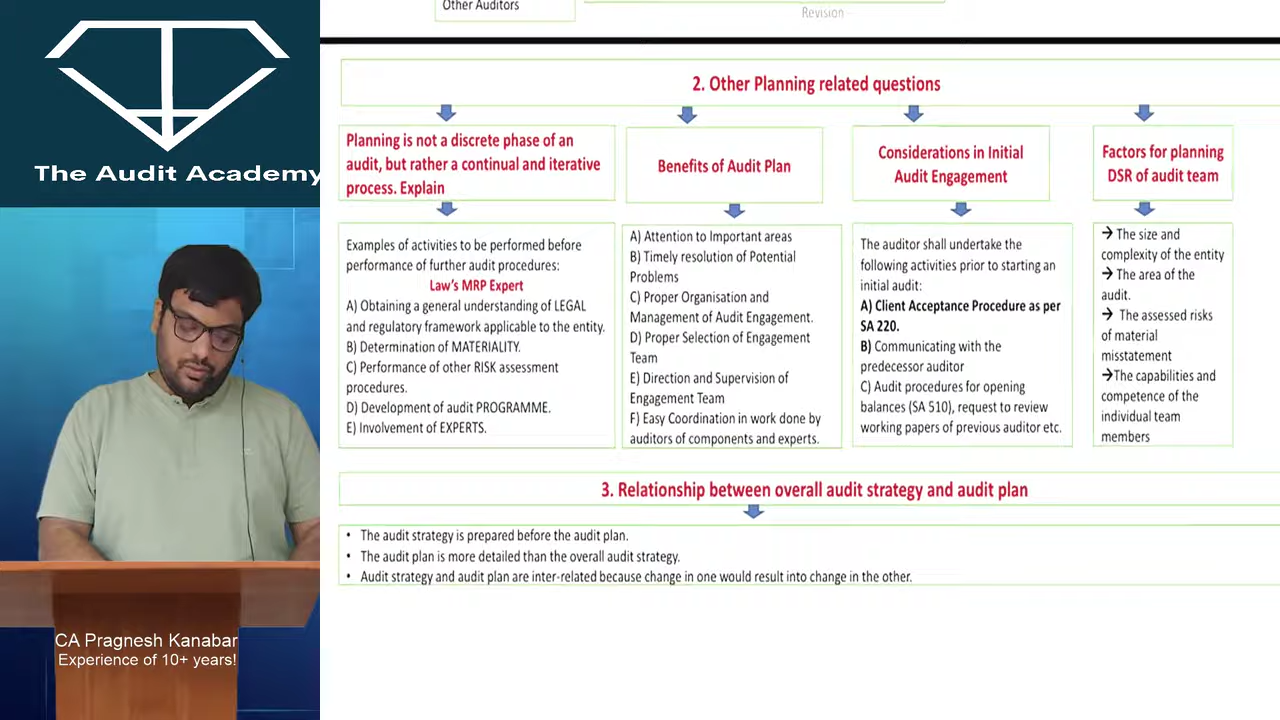 Other Auditors
Revision -
The Audit Academy
2. Other Planning related questions
Planning is not a discrete phase of an
audit, but rather a continual and iterative
process. Explain
Benefits of Audit Plan
Considerations in Initial
Audit Engagement
Factors for planning
DSR of audit team
Examples of activities to be performed before
performance of further audit procedures:
Law's MRP Expert
A) Obtaining a general understanding of LEGAL
and regulatory framework applicable to the entity.
B) Determination of MATERIALITY.
C) Performance of other RISK assessment
procedures.
D) Development of audit PROGRAMME.
E) Involvement of EXPERTS.
A) Attention to Important areas
B) Timely resolution of Potential
Problems
C) Proper Organisation and
Management of Audit Engagement.
D) Proper Selection of Engagement
Team
E) Direction and Supervision of
Engagement Team
F) Easy Coordination in work done by
auditors of components and experts.
The auditor shall undertake the
following activities prior to starting an
initial audit:
A) Client Acceptance Procedure as per
SA 220.
B) Communicating with the
predecessor auditor
C) Audit procedures for opening
balances (SA 510), request to review
working papers of previous auditor etc.
→ The size and
complexity of the entity
→ The area of the
audit.
→ The assessed risks
of material
misstatement
→The capabilities and
competence of the
individual team
members
3. Relationship between overall audit strategy and audit plan
• The audit strategy is prepared before the audit plan.
• The audit plan is more detailed than the overall audit strategy.
• Audit strategy and audit plan are inter-related because change in one would result into change in the other.
CA Pragnesh Kanabar
Experience of 10+ years!